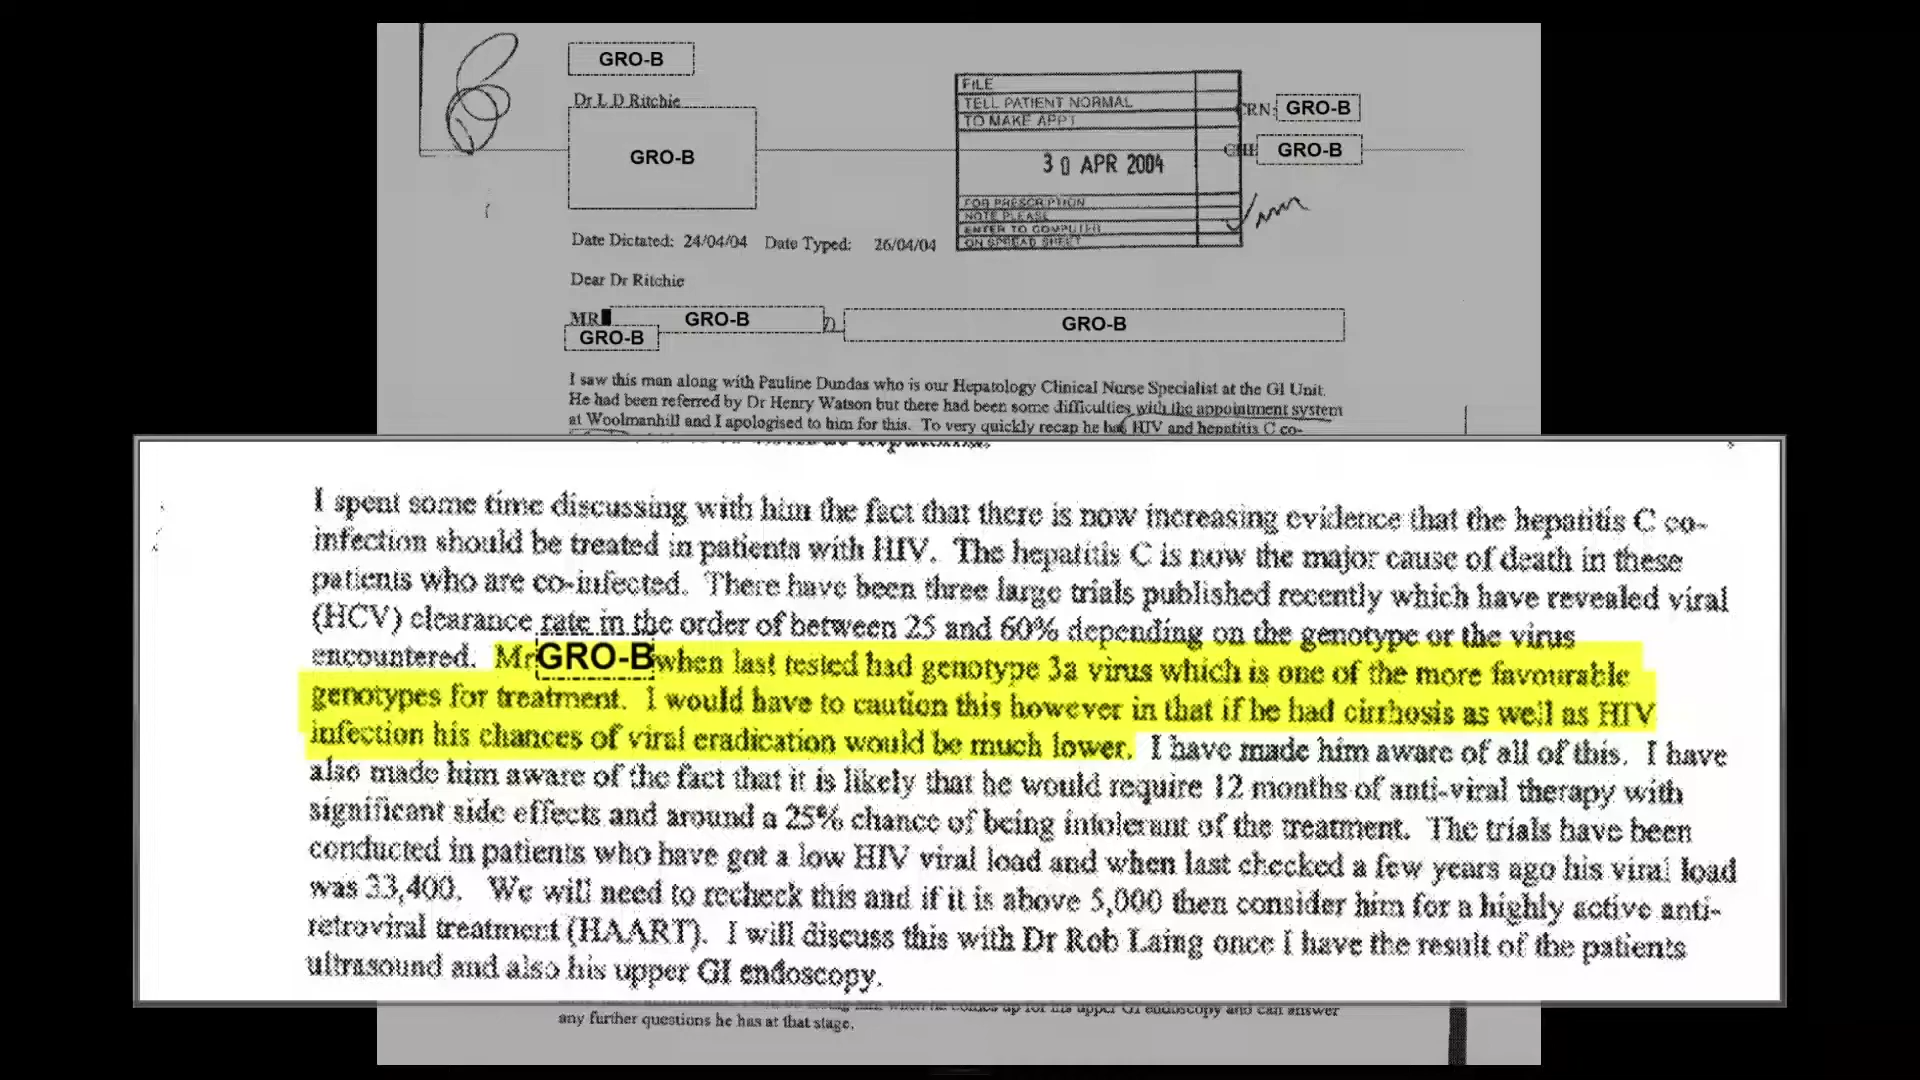 GRO-B
Dr L D Ritchie
GRO-B
FILE
TELL PATIENT NORMAL
TO MAKE APPT
30 APR 2004
FOR PRESCRIPTION
NOTE PLEASE
ENTER TO COMPUTER
ON SPREAD SHEET
CRN: GRO-B
CHI: GRO-B
Date Dictated: 24/04/04 Date Typed: 26/04/04
Dear Dr Ritchie
MR GRO-B GRO-B
GRO-B
I saw this man along with Pauline Dundas who is our Hepatology Clinical Nurse Specialist at the GI Unit.
He had been referred by Dr Henry Watson but there had been some difficulties with the appointment system
at Woolmanhill and I apologised to him for this. To very quickly recap he has HIV and hepatitis C co-
I spent some time discussing with him the fact that there is now increasing evidence that the hepatitis C co-
infection should be treated in patients with HIV. The hepatitis C is now the major cause of death in these
patients who are co-infected. There have been three large trials published recently which have revealed viral
(HCV) clearance rate in the order of between 25 and 60% depending on the genotype or the virus
encountered. Mr GRO-B when last tested had genotype 3a virus which is one of the more favourable
genotypes for treatment. I would have to caution this however in that if he had cirrhosis as well as HIV
infection his chances of viral eradication would be much lower. I have made him aware of all of this. I have
also made him aware of the fact that it is likely that he would require 12 months of anti-viral therapy with
significant side effects and around a 25% chance of being intolerant of the treatment. The trials have been
conducted in patients who have got a low HIV viral load and when last checked a few years ago his viral load
was 33,400. We will need to recheck this and if it is above 5,000 then consider him for a highly active anti-
retroviral treatment (HAART). I will discuss this with Dr Rob Laing once I have the result of the patients
ultrasound and also his upper GI endoscopy.
when he comes up for his upper GI endoscopy and can answer
any further questions he has at that stage.